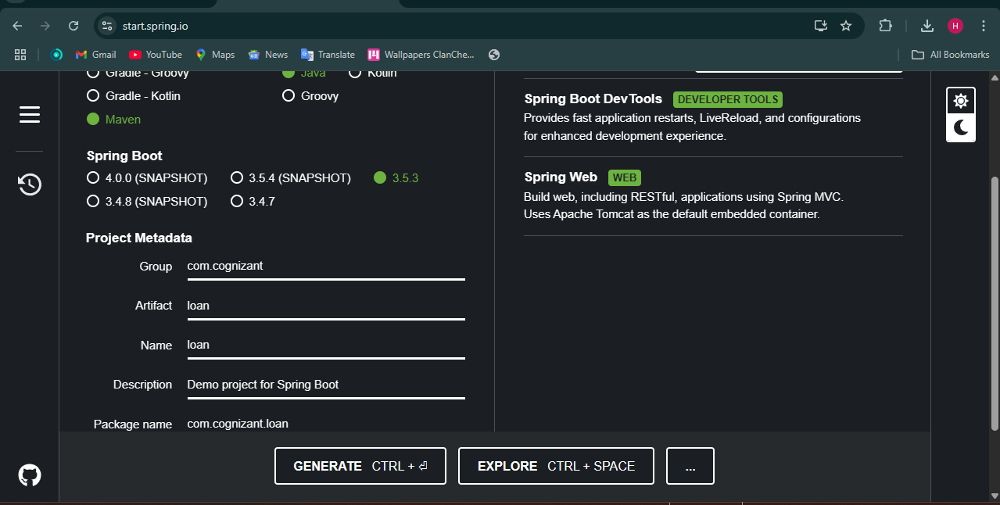 start.spring.io
H
Gmail
YouTube
Maps
News
Translate
Wallpapers ClanChe...
All Bookmarks
Gradle - Groovy
Java
Kotlin
Gradle - Kotlin
Groovy
Maven
Spring Boot
4.0.0 (SNAPSHOT)
3.5.4 (SNAPSHOT)
3.5.3
3.4.8 (SNAPSHOT)
3.4.7
Project Metadata
Group com.cognizant
Artifact loan
Name loan
Description Demo project for Spring Boot
Package name com.cognizant.loan
Spring Boot DevTools DEVELOPER TOOLS
Provides fast application restarts, LiveReload, and configurations
for enhanced development experience.
Spring Web WEB
Build web, including RESTful, applications using Spring MVC.
Uses Apache Tomcat as the default embedded container.
GENERATE CTRL + ⏎
EXPLORE CTRL + SPACE
...